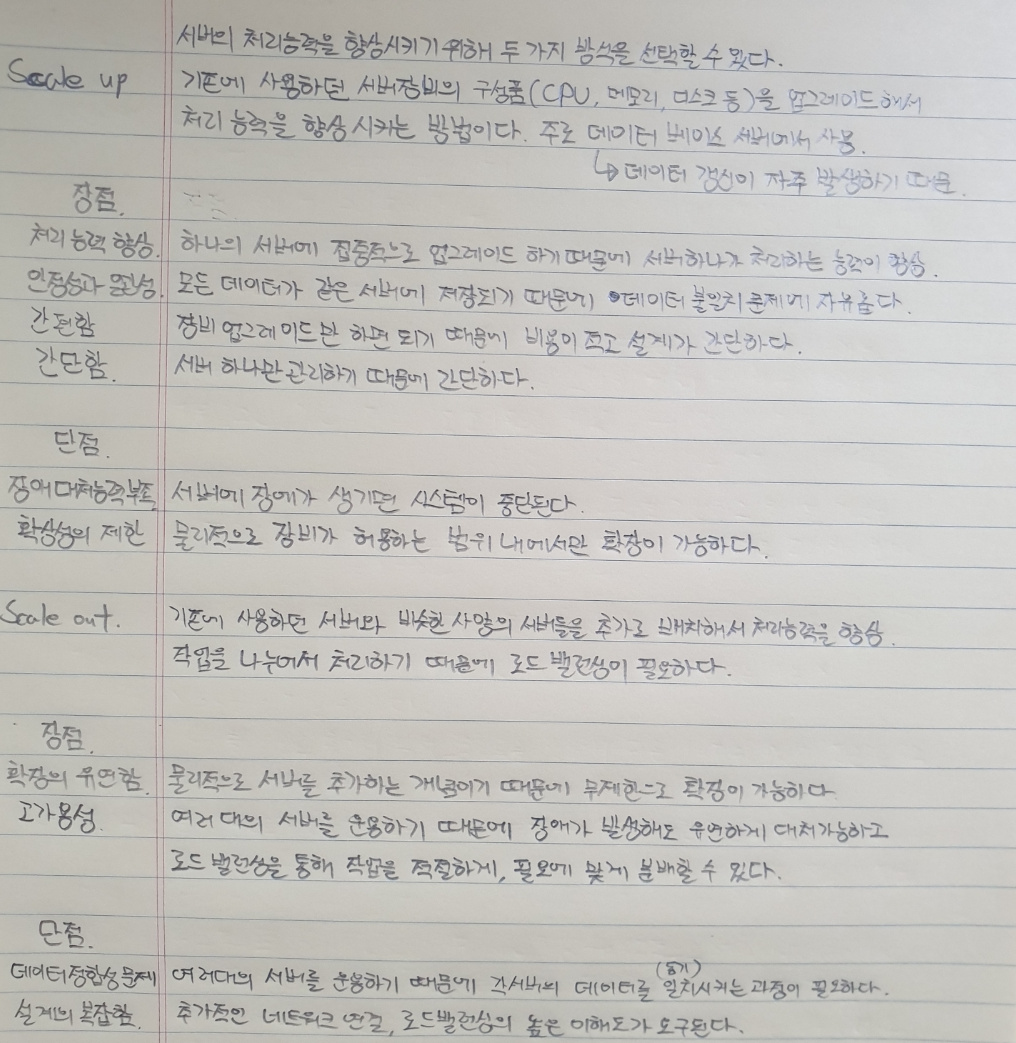 서버의 처리능력을 향상시키기 위해 두 가지 방식을 선택할 수 있다.
Scale up 기존에 사용하던 서버장비의 구성품(CPU, 메모리, 디스크 등)을 업그레이드해서
처리 능력을 향상 시키는 방법이다. 주로 데이터 베이스 서버에서 사용.
↳ 데이터 갱신이 자주 발생하기 때문.
장점.
처리 능력 향상. 하나의 서버에 집중적으로 업그레이드 하기 때문에 서버하나가 처리하는 능력이 향상.
안정성과 모든 데이터가 같은 서버에 저장되기 때문에 데이터 불일치 문제에 자유롭다
간편함 장비 업그레이드만 하면 되기 때문에 비용이 적고 설계가 간단하다.
간단함. 서버 하나만 관리하기 때문에 간단하다.
단점.
장애대처능력부족 서버에 장애가 생기면 시스템이 중단된다.
확장성의 제한 물리적으로 장비가 허용하는 범위 내에서만 확장이 가능하다.
Scale out. 기존에 사용하던 서버와 비슷한 사양의 서버들을 추가로 배치해서 처리능력을 향상.
작업을 나누어서 처리하기 때문에 로드 밸런싱이 필요하다.
장점.
확장의 유연함. 물리적으로 서버를 추가하는 개념이기 때문에 무제한으로 확장이 가능하다
고가용성. 여러 대의 서버를 운용하기 때문에 장애가 발생해도 유연하게 대처가능하고
로드 밸런싱을 통해 작업을 적절하게, 필요에 맞게 분배할 수 있다.
단점.
(동기)
데이터정합성문제 여러대의 서버를 운용하기 때문에 각서버의 데이터를 일치시키는 과정이 필요하다.
설계의 복잡함. 추가적인 네트워크 연결, 로드밸런싱의 높은 이해도가 요구된다.